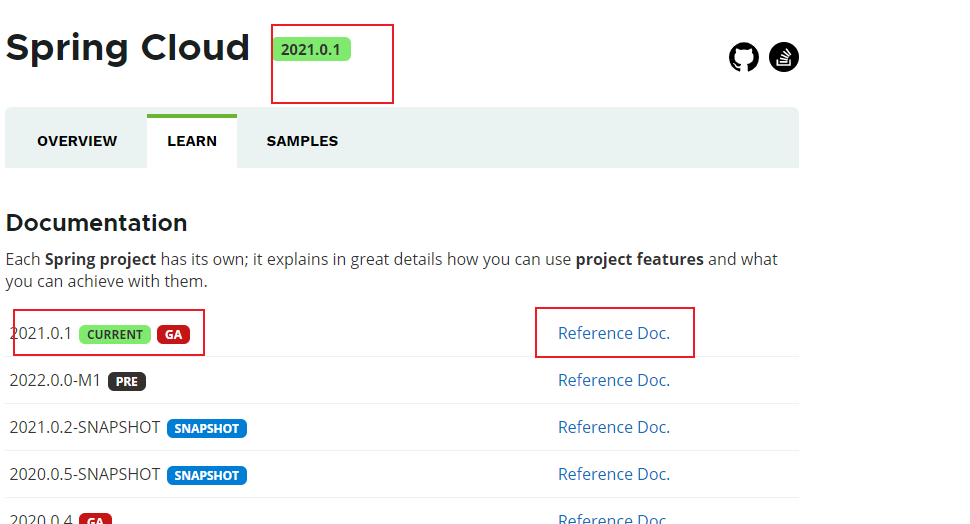 Spring Cloud 2021.0.1
OVERVIEW LEARN SAMPLES
Documentation
Each Spring project has its own; it explains in great details how you can use project features and what
you can achieve with them.
2021.0.1 CURRENT GA Reference Doc.
2022.0.0-M1 PRE Reference Doc.
2021.0.2-SNAPSHOT SNAPSHOT Reference Doc.
2020.0.5-SNAPSHOT SNAPSHOT Reference Doc.
2020.0.4 GA Reference Doc.